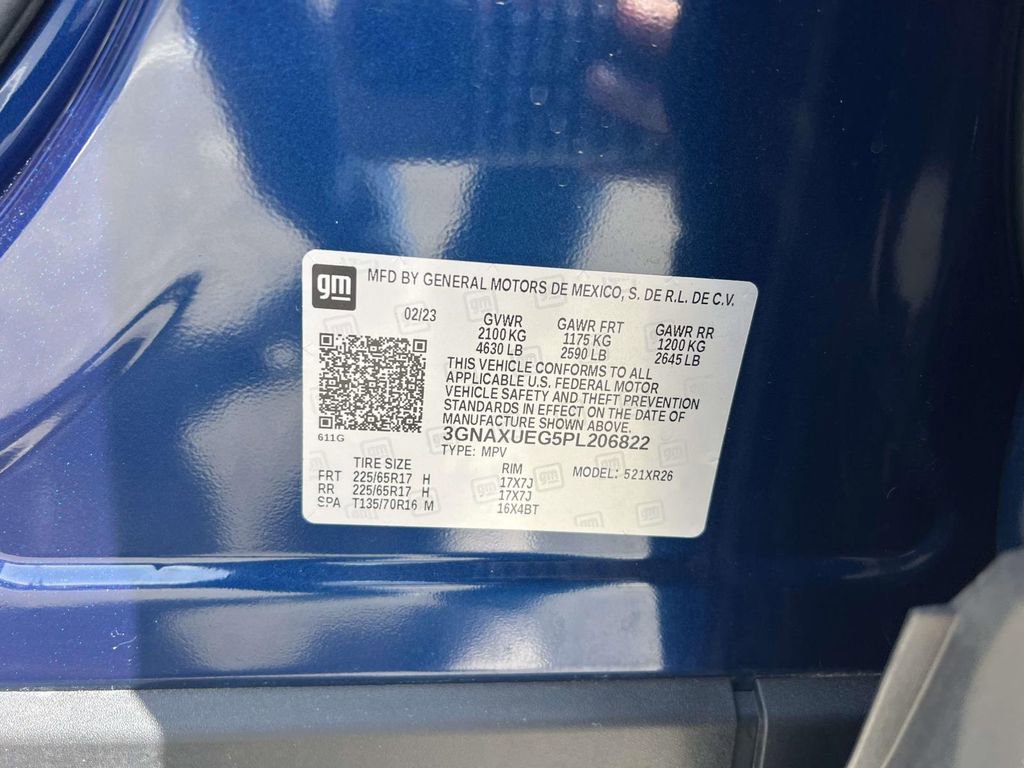 gm MFD BY GENERAL MOTORS DE MEXICO, S. DE R.L. DE C.V.
02/23 GVWR GAWR FRT GAWR RR
2100 KG 1175 KG 1200 KG
4630 LB 2590 LB 2645 LB
THIS VEHICLE CONFORMS TO ALL
APPLICABLE U.S. FEDERAL MOTOR
VEHICLE SAFETY AND THEFT PREVENTION
STANDARDS IN EFFECT ON THE DATE OF
MANUFACTURE SHOWN ABOVE.
611G 3GNAXUEG5PL206822
TYPE: MPV
TIRE SIZE RIM MODEL: 521XR26
FRT 225/65R17 H 17X7J
RR 225/65R17 H 17X7J
SPA T135/70R16 M 16X4BT